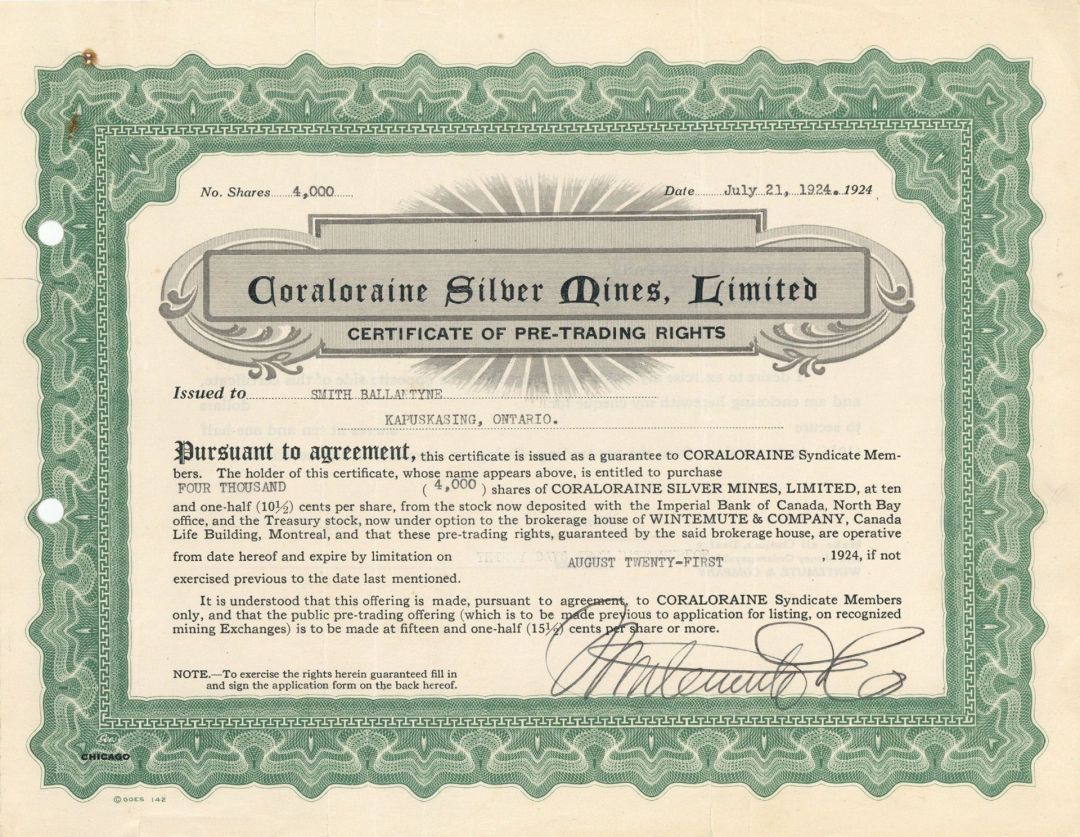 No. Shares 4,000
Date July 21, 1924. 1924
Coraloraine Silver Mines, Limited
CERTIFICATE OF PRE-TRADING RIGHTS
Issued to SMITH BALLANTYNE
KAPUSKASING, ONTARIO.
Pursuant to agreement, this certificate is issued as a guarantee to CORALORAINE Syndicate Mem-
bers. The holder of this certificate, whose name appears above, is entitled to purchase
FOUR THOUSAND ( 4,000 ) shares of CORALORAINE SILVER MINES, LIMITED, at ten
and one-half (10½) cents per share, from the stock now deposited with the Imperial Bank of Canada, North Bay
office, and the Treasury stock, now under option to the brokerage house of WINTEMUTE & COMPANY, Canada
Life Building, Montreal, and that these pre-trading rights, guaranteed by the said brokerage house, are operative
from date hereof and expire by limitation on AUGUST TWENTY-FIRST , 1924, if not
exercised previous to the date last mentioned.
It is understood that this offering is made, pursuant to agreement, to CORALORAINE Syndicate Members
only, and that the public pre-trading offering (which is to be made previous to application for listing, on recognized
mining Exchanges) is to be made at fifteen and one-half (15½) cents per share or more.
Wintemute & Co
NOTE.—To exercise the rights herein guaranteed fill in
and sign the application form on the back hereof.
Goes
CHICAGO
© GOES 142